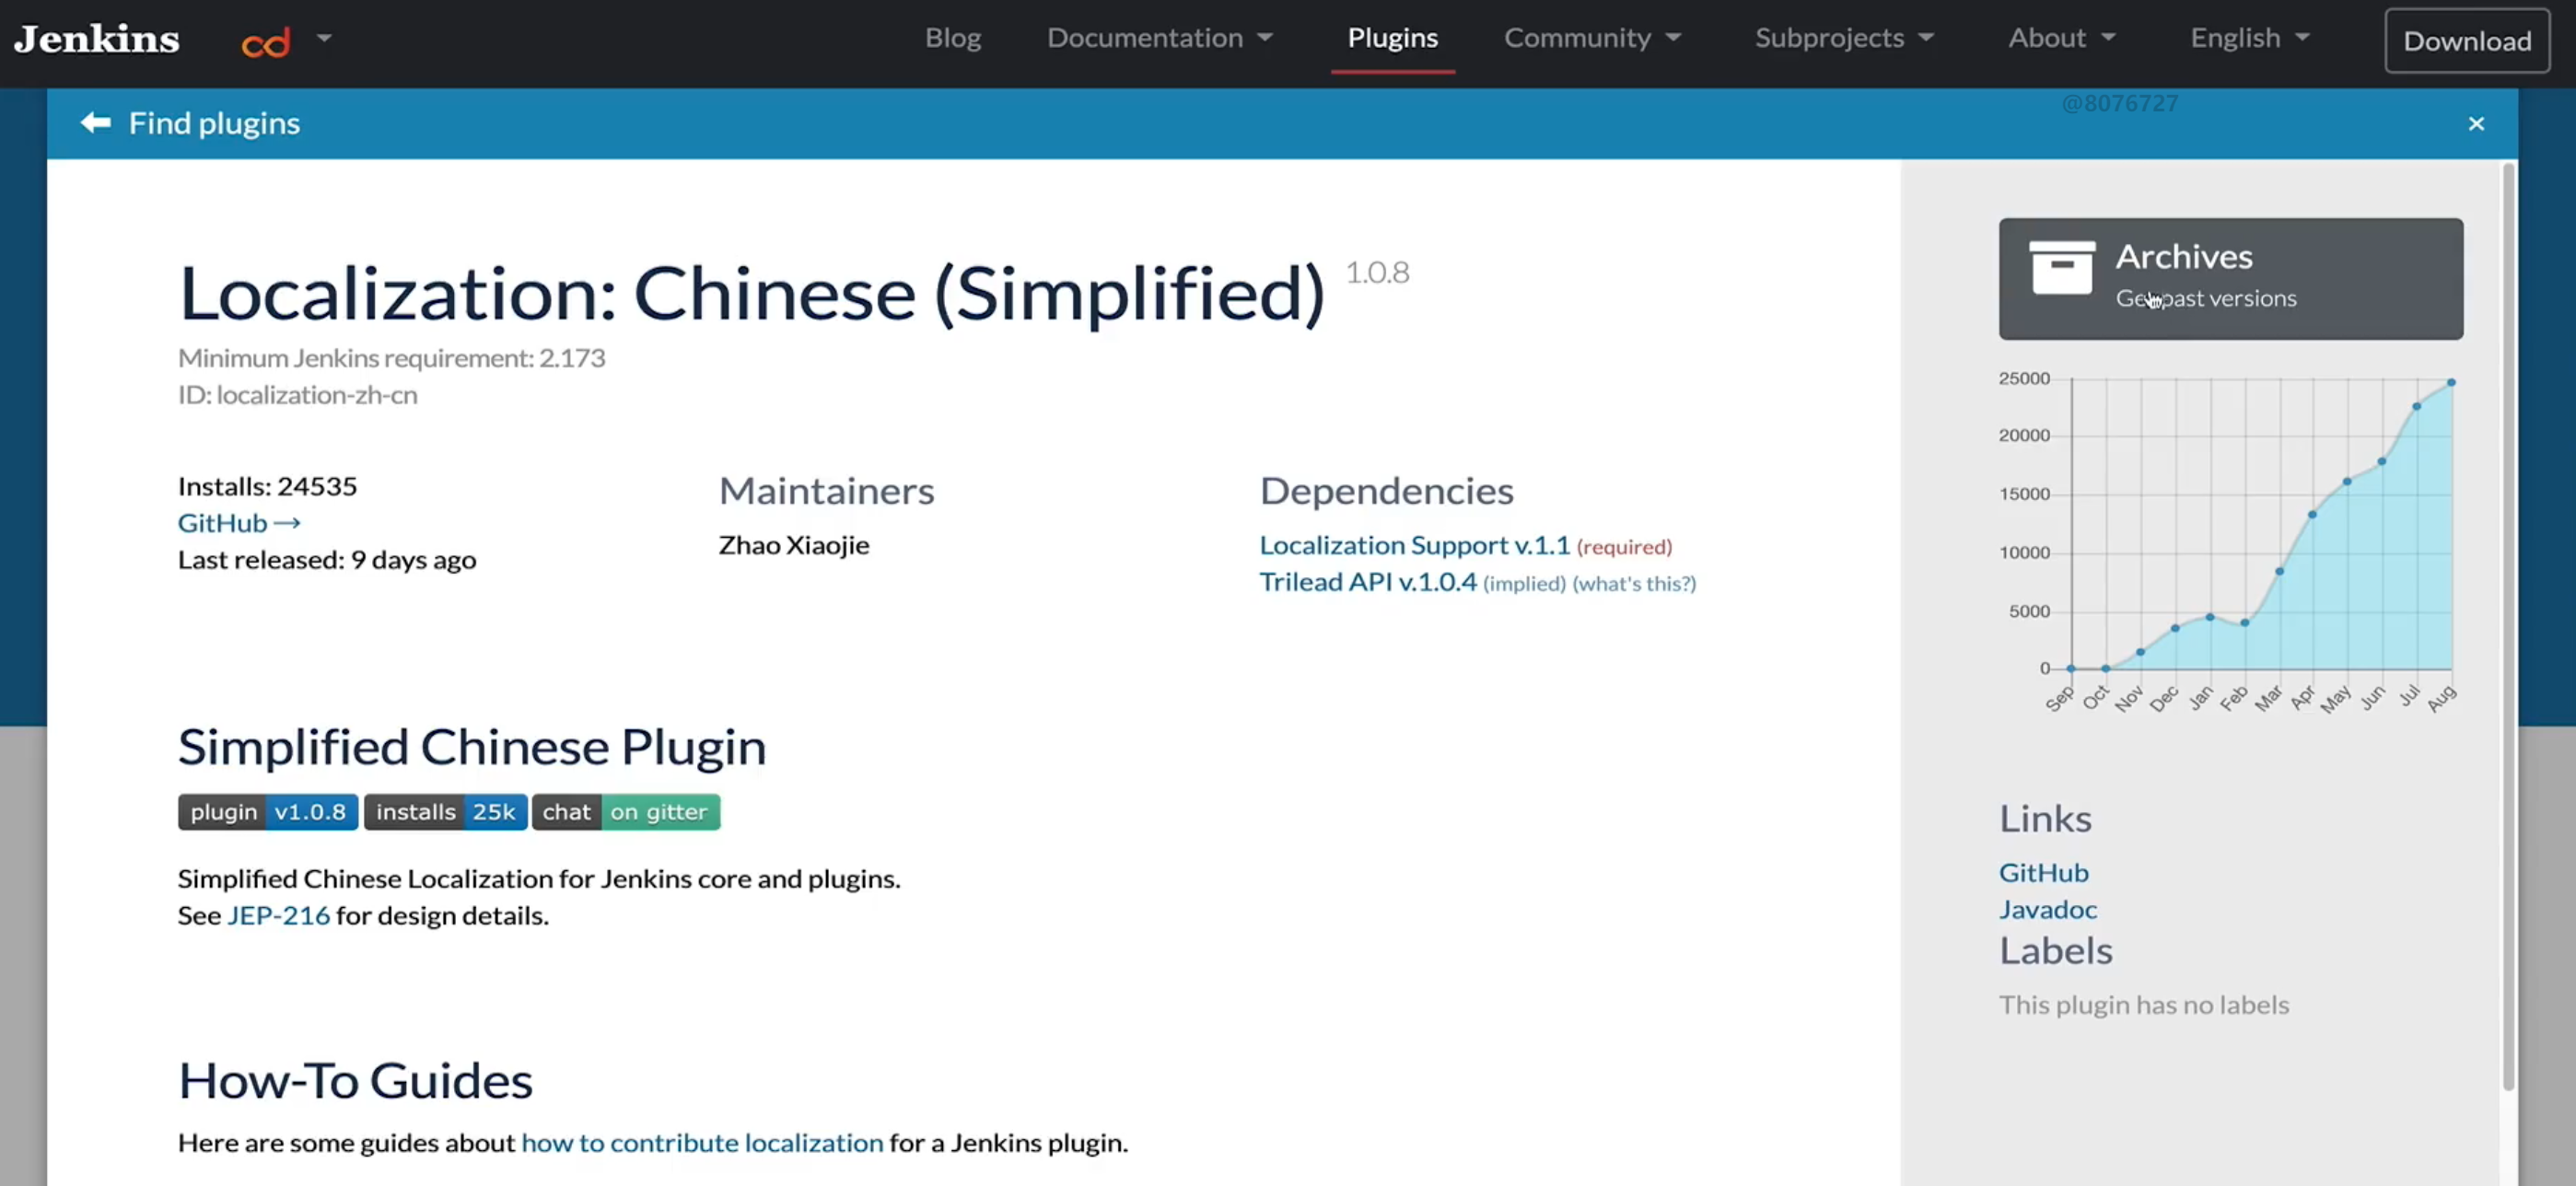 Jenkins
cd
Blog
Documentation
Plugins
Community
Subprojects
About
English
Download
@8076727
Find plugins
Localization: Chinese (Simplified) 1.0.8
Minimum Jenkins requirement: 2.173
ID: localization-zh-cn
Installs: 24535
GitHub →
Last released: 9 days ago
Maintainers
Zhao Xiaojie
Dependencies
Localization Support v.1.1 (required)
Trilead API v.1.0.4 (implied) (what's this?)
Simplified Chinese Plugin
plugin v1.0.8
installs 25k
chat on gitter
Simplified Chinese Localization for Jenkins core and plugins.
See JEP-216 for design details.
How-To Guides
Here are some guides about how to contribute localization for a Jenkins plugin.
Archives
Get past versions
25000
20000
15000
10000
5000
0
Sep
Oct
Nov
Dec
Jan
Feb
Mar
Apr
May
Jun
Jul
Aug
Links
GitHub
Javadoc
Labels
This plugin has no labels